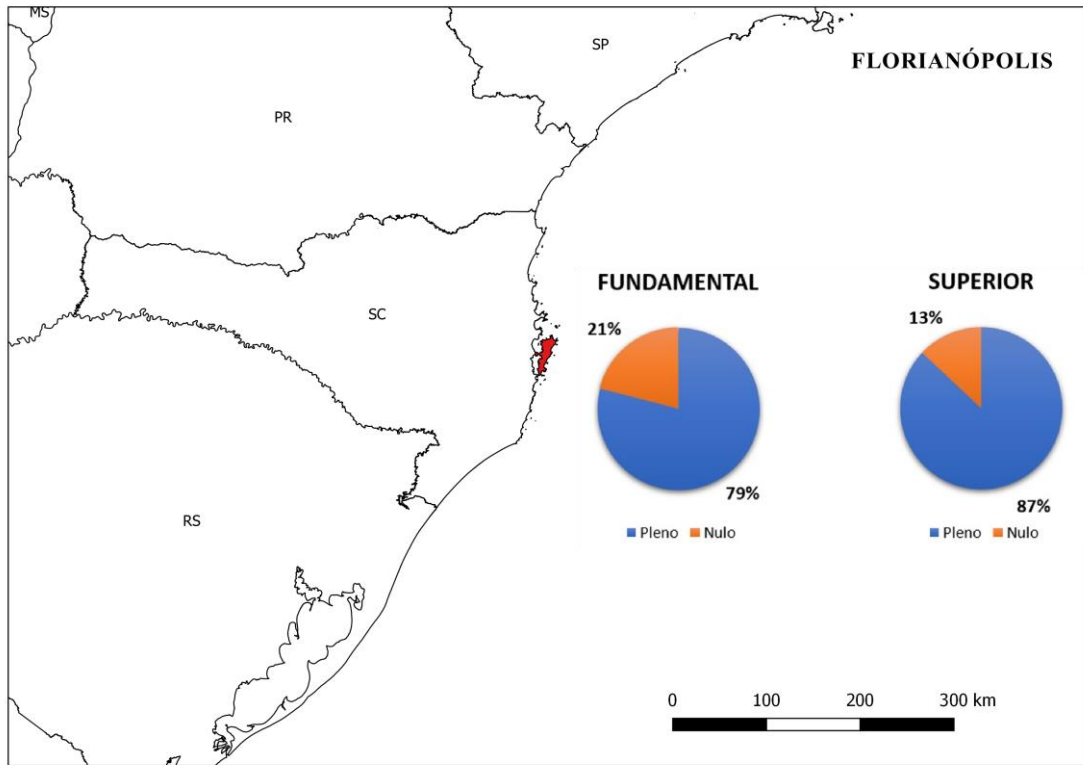 MS
SP
FLORIANÓPOLIS
PR
SC
RS
FUNDAMENTAL
21%
79%
Pleno Nulo
SUPERIOR
13%
87%
Pleno Nulo
0 100 200 300 km